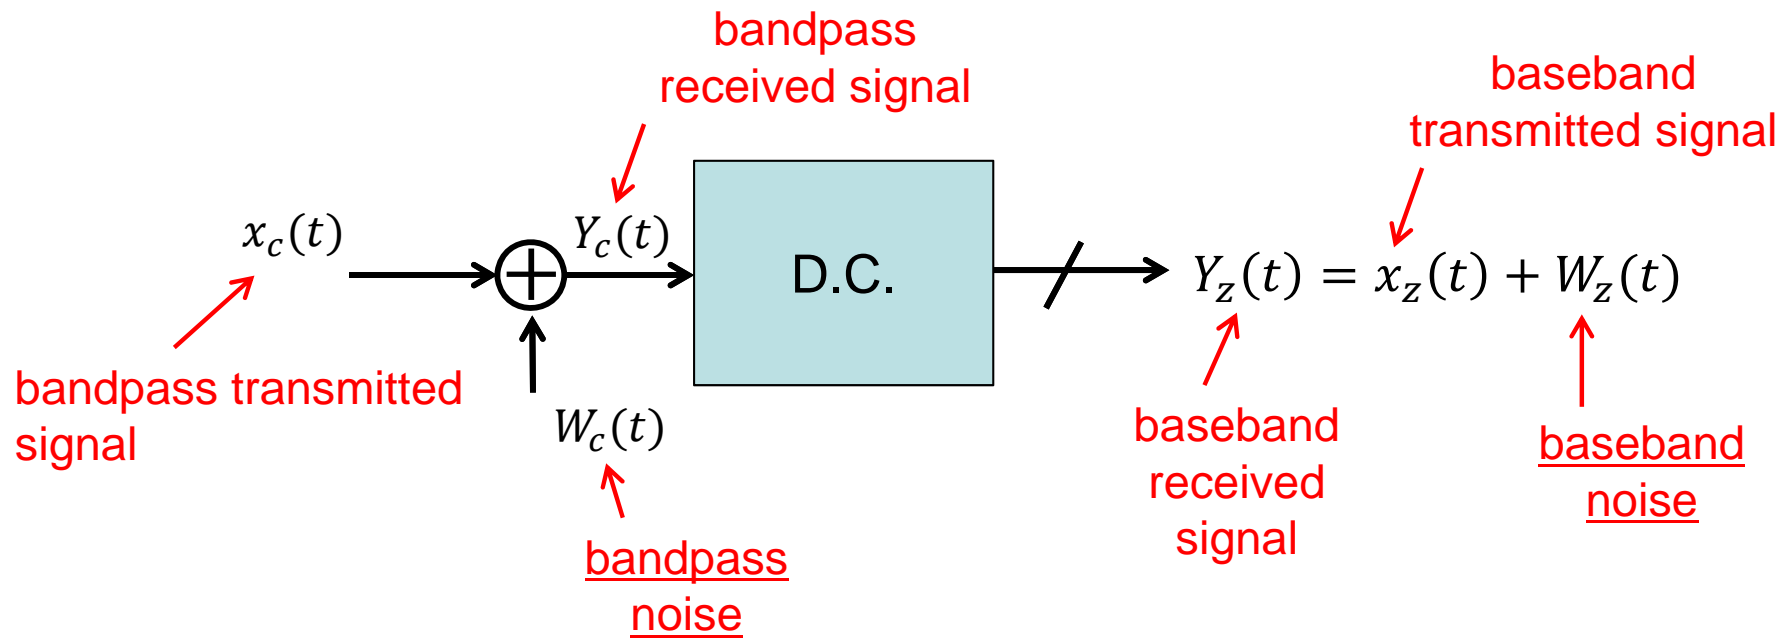 bandpass
received signal
baseband
transmitted signal
x_c(t)
Y_c(t)
D.C.
Y_z(t) = x_z(t) + W_z(t)
bandpass transmitted
signal
W_c(t)
baseband
received
signal
baseband
noise
bandpass
noise